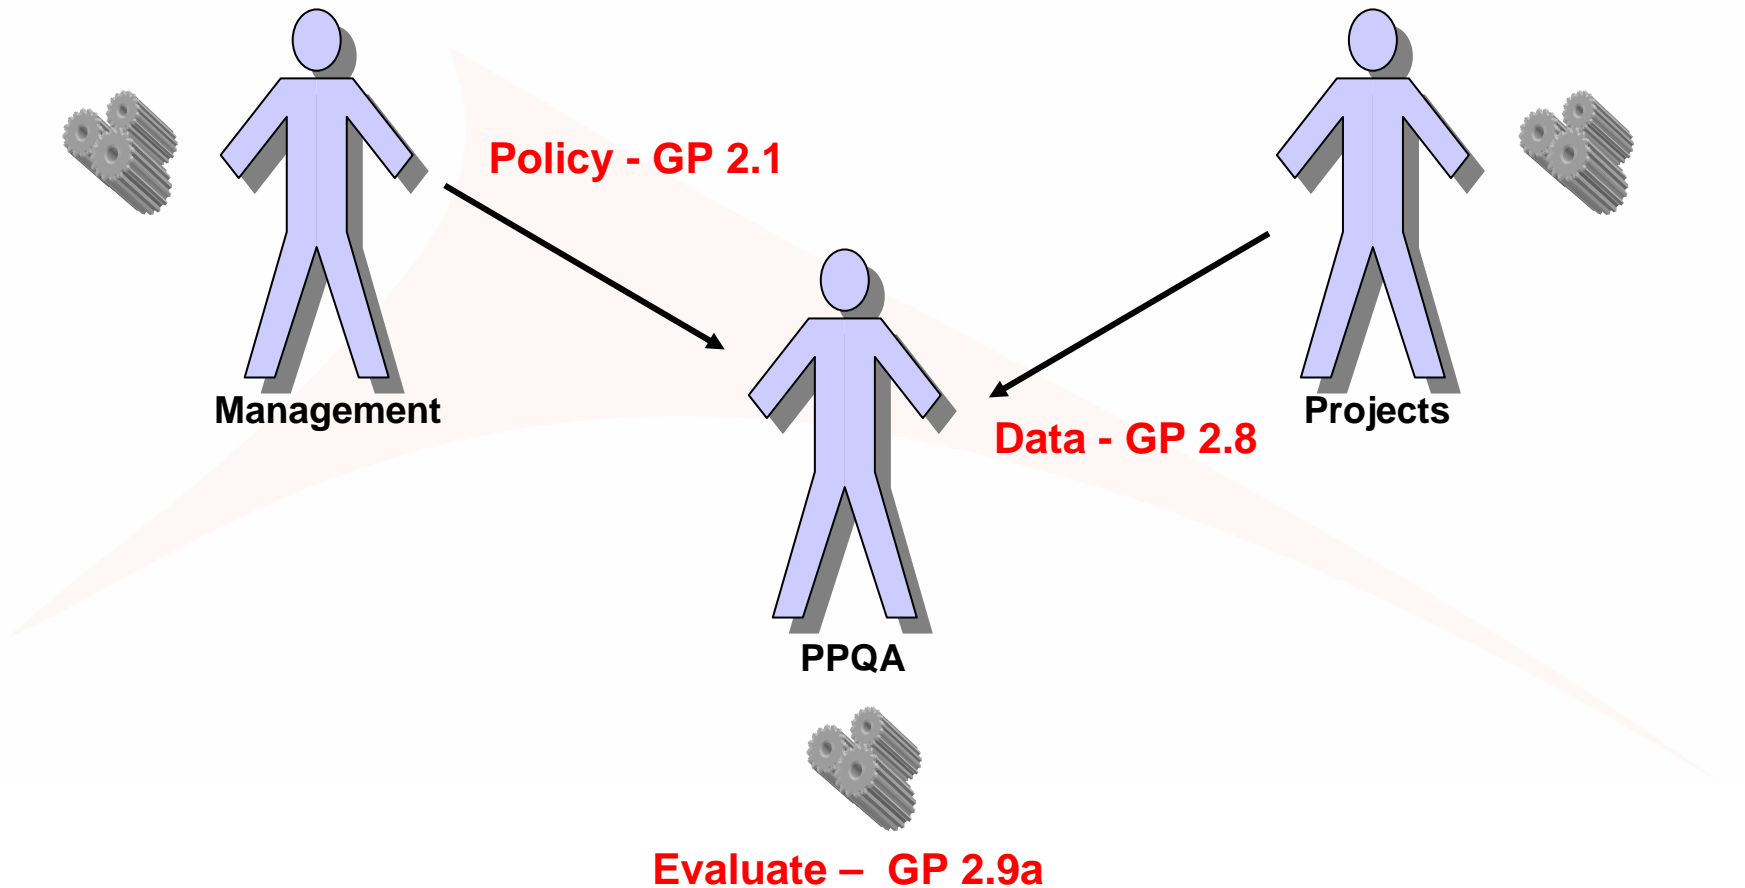 Policy - GP 2.1
Management
Projects
Data - GP 2.8
PPQA
Evaluate –  GP 2.9a